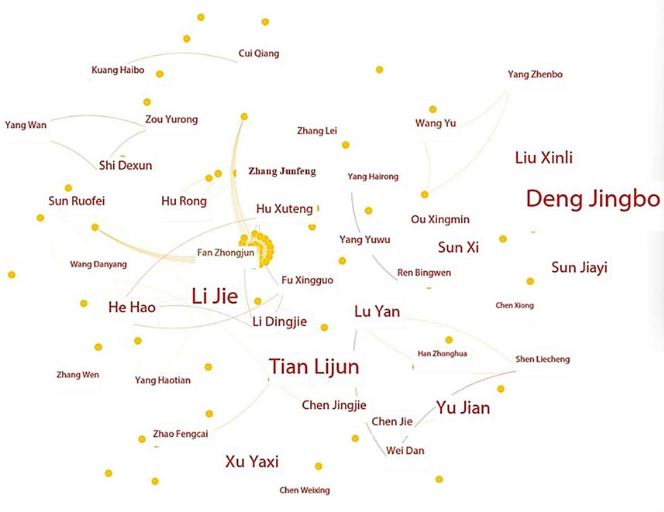 Cui Qiang
Kuang Haibo
Yang Zhenbo
Yang Wan
Zou Yurong
Zhang Lei
Wang Yu
Shi Dexun
Zhang Junfeng
Yang Hairong
Liu Xinli
Sun Ruofei
Hu Rong
Hu Xuteng
Ou Xingmin
Deng Jingbo
Yang Yuwu
Sun Xi
Wang Danyang
Fan Zhongjun
Fu Xingguo
Ren Bingwen
Sun Jiayi
He Hao
Li Jie
Li Dingjie
Lu Yan
Chen Xiong
Han Zhonghua
Shen Liecheng
Zhang Wen
Yang Haotian
Tian Lijun
Chen Jingjie
Yu Jian
Chen Jie
Zhao Fengcai
Wei Dan
Xu Yaxi
Chen Weixing